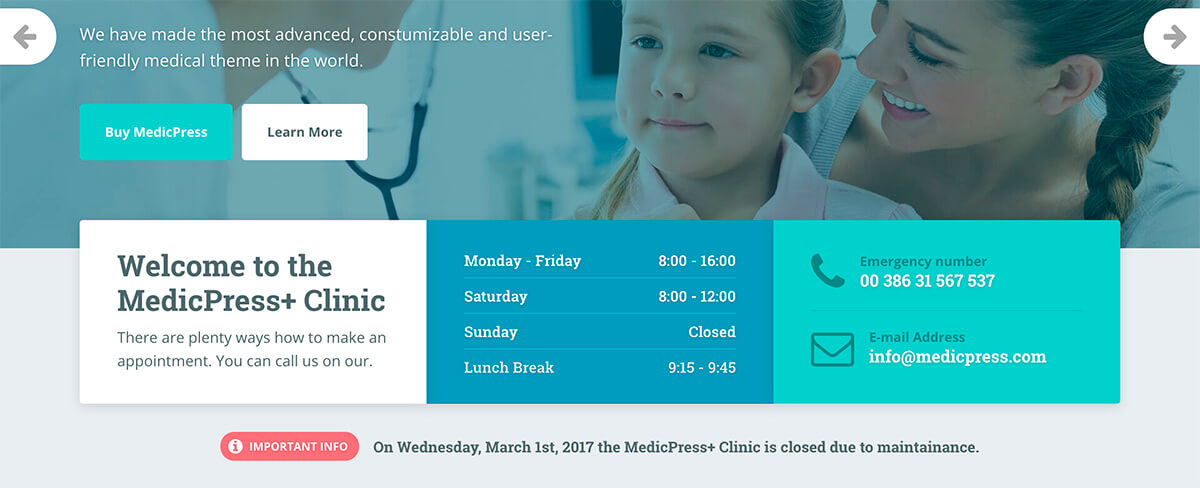 We have made the most advanced, constumizable and user-
friendly medical theme in the world.
Buy MedicPress
Learn More
Welcome to the
MedicPress+ Clinic
There are plenty ways how to make an
appointment. You can call us on our.
Monday - Friday 8:00 - 16:00
Saturday 8:00 - 12:00
Sunday Closed
Lunch Break 9:15 - 9:45
Emergency number
00 386 31 567 537
E-mail Address
info@medicpress.com
IMPORTANT INFO On Wednesday, March 1st, 2017 the MedicPress+ Clinic is closed due to maintainance.